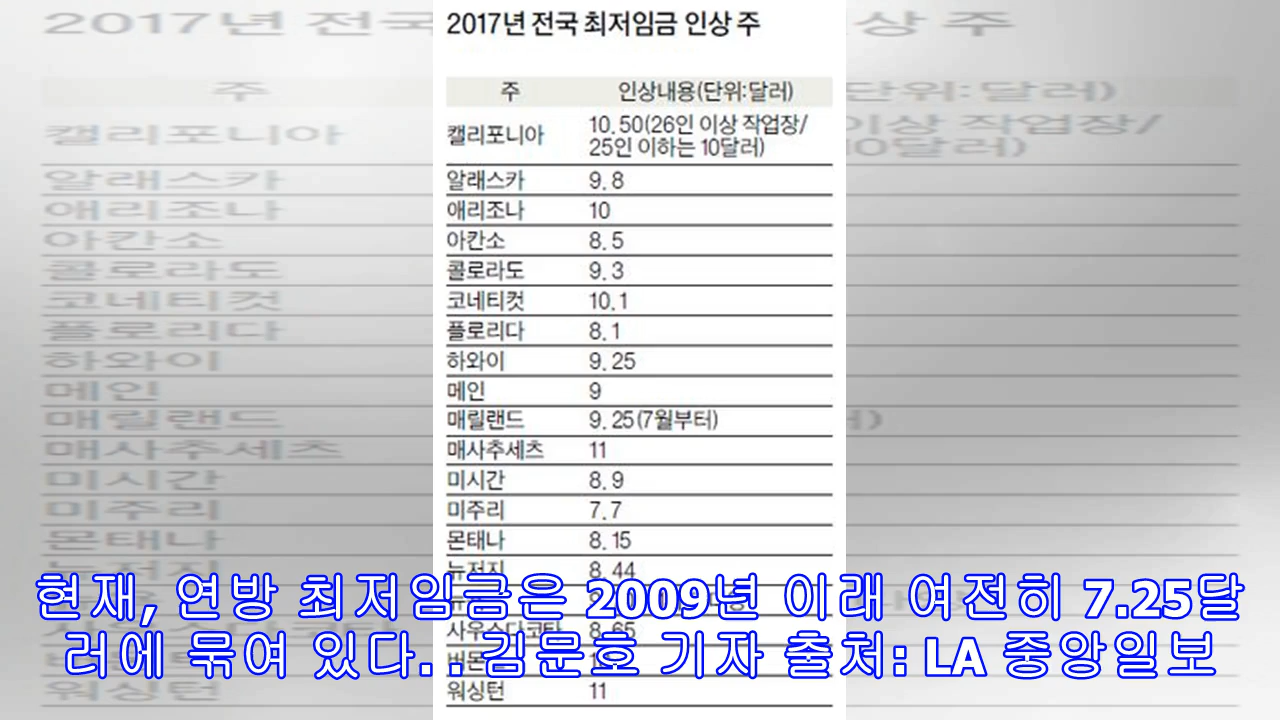 2017년 전국 최저임금 인상 주
주 인상내용(단위:달러)
캘리포니아 10.50(26인 이상 작업장/
25인 이하는 10달러)
알래스카 9.8
애리조나 10
아칸소 8.5
콜로라도 9.3
코네티컷 10.1
플로리다 8.1
하와이 9.25
메인 9
매릴랜드 9.25(7월부터)
매사추세츠 11
미시간 8.9
미주리 7.7
몬태나 8.15
뉴저지 8.44
현재, 연방 최저임금은 2009년 이래 여전히 7.25달
사우스다코타 8.65
러에 묶여 있다. . 김문호 기자 출처: LA 중앙일보
워싱턴 11